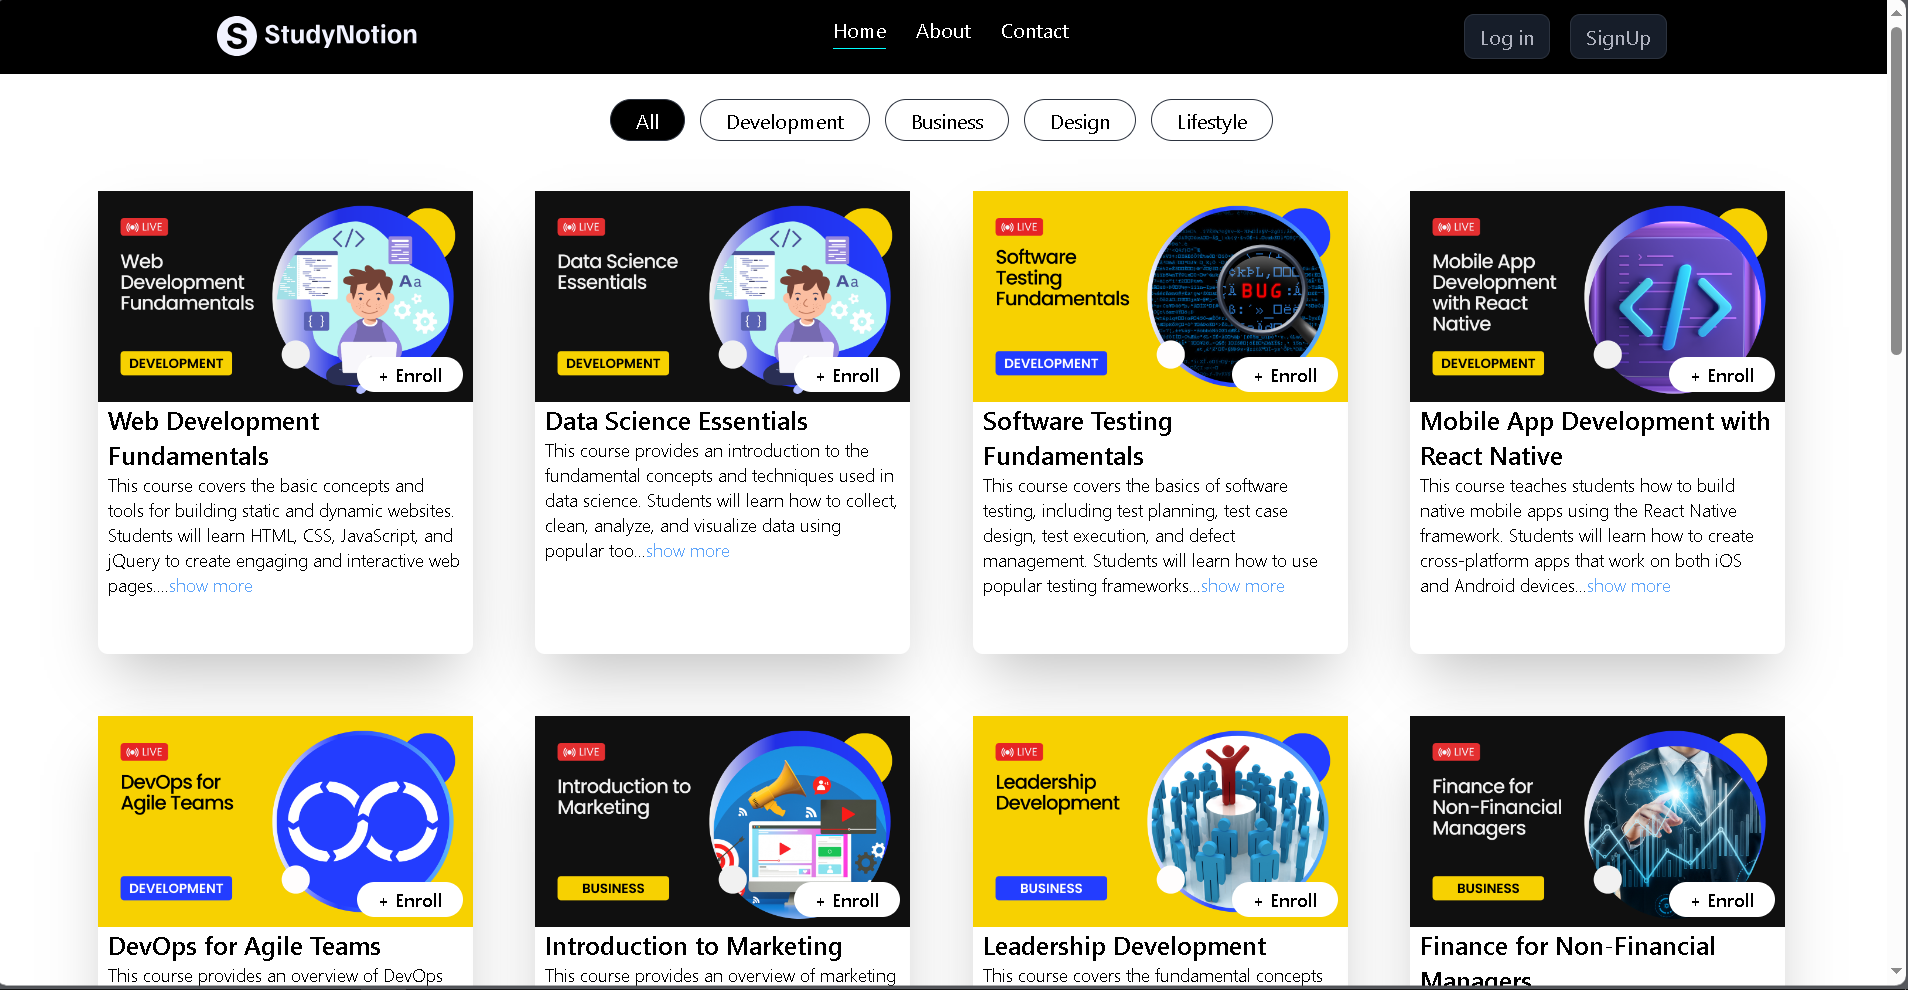 StudyNotion
Home About Contact
Log in SignUp
All Development Business Design Lifestyle
LIVE
Web
Development
Fundamentals
DEVELOPMENT
+ Enroll
Web Development
Fundamentals
This course covers the basic concepts and
tools for building static and dynamic websites.
Students will learn HTML, CSS, JavaScript, and
jQuery to create engaging and interactive web
pages....show more
LIVE
Data Science
Essentials
DEVELOPMENT
+ Enroll
Data Science Essentials
This course provides an introduction to the
fundamental concepts and techniques used in
data science. Students will learn how to collect,
clean, analyze, and visualize data using
popular too...show more
LIVE
Software
Testing
Fundamentals
BUG
DEVELOPMENT
+ Enroll
Software Testing
Fundamentals
This course covers the basics of software
testing, including test planning, test case
design, test execution, and defect
management. Students will learn how to use
popular testing frameworks...show more
LIVE
Mobile App
Development
with React
Native
DEVELOPMENT
+ Enroll
Mobile App Development with
React Native
This course teaches students how to build
native mobile apps using the React Native
framework. Students will learn how to create
cross-platform apps that work on both iOS
and Android devices...show more
LIVE
DevOps for
Agile Teams
DEVELOPMENT
+ Enroll
DevOps for Agile Teams
This course provides an overview of DevOps
LIVE
Introduction to
Marketing
BUSINESS
+ Enroll
Introduction to Marketing
This course provides an overview of marketing
LIVE
Leadership
Development
BUSINESS
+ Enroll
Leadership Development
This course covers the fundamental concepts
LIVE
Finance for
Non-Financial
Managers
BUSINESS
+ Enroll
Finance for Non-Financial
Managers